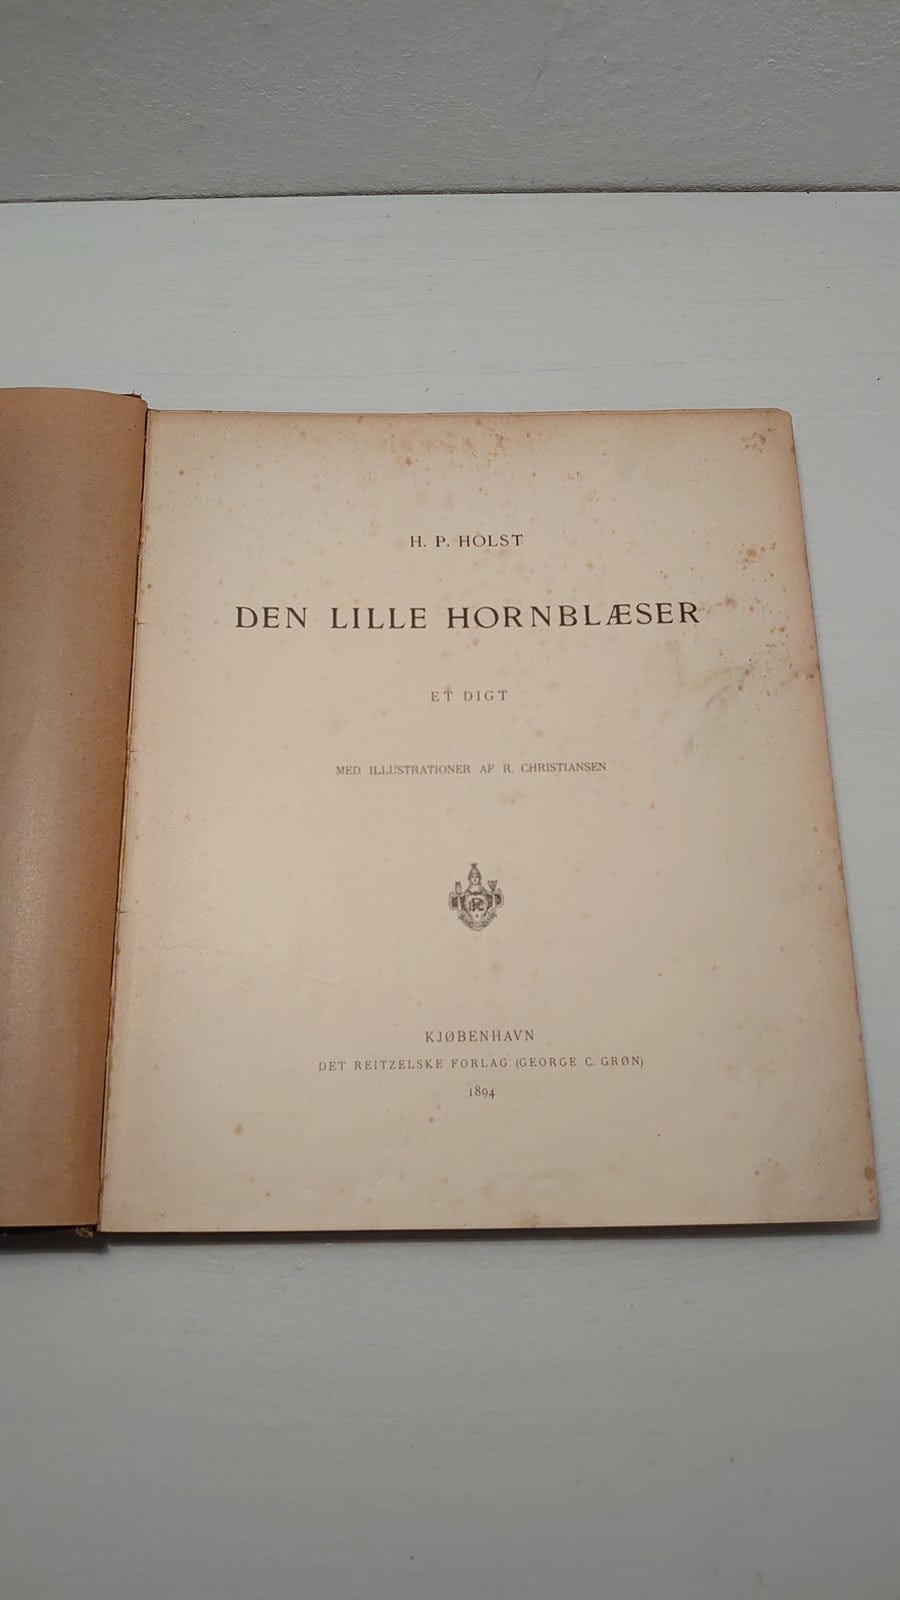 H. P. HOLST
DEN LILLE HORNBLÆSER
ET DIGT
MED ILLUSTRATIONER AF R. CHRISTIANSEN
KJØBENHAVN
DET REITZELSKE FORLAG (GEORGE C. GRØN)
1894